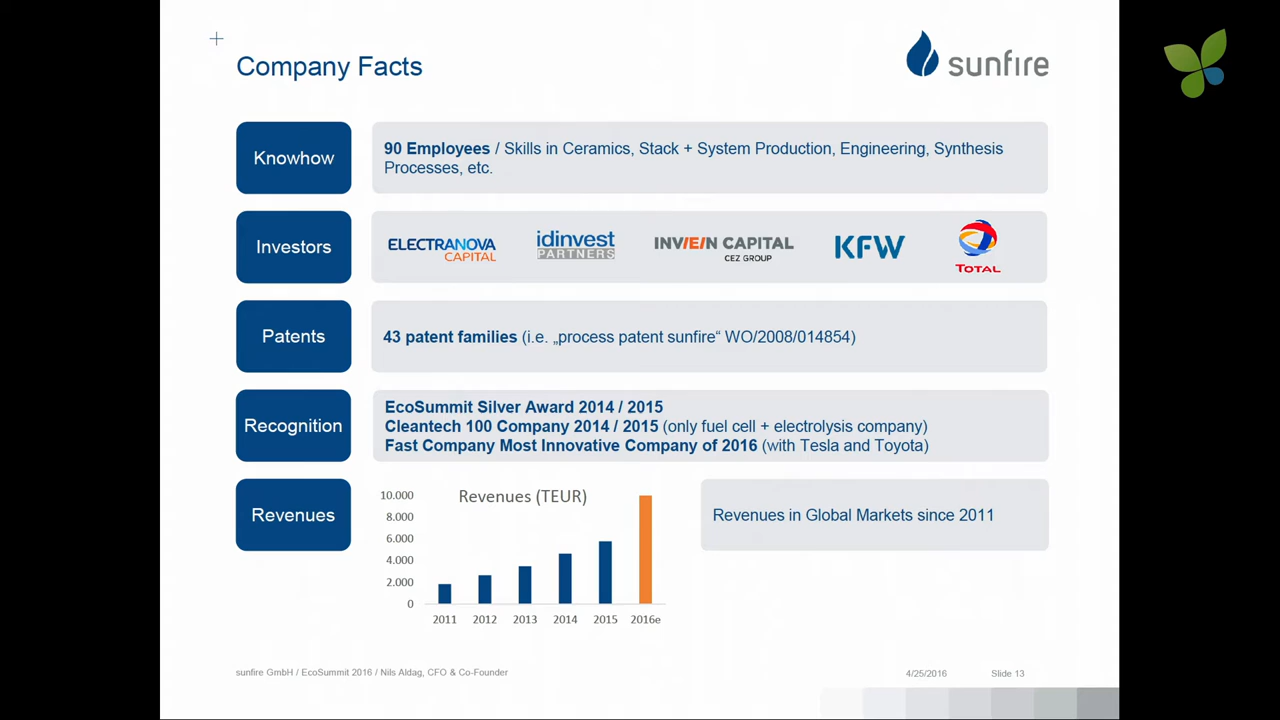 Company Facts
sunfire
Knowhow
90 Employees / Skills in Ceramics, Stack + System Production, Engineering, Synthesis
Processes, etc.
Investors
ELECTRANOVA
CAPITAL
idinvest
PARTNERS
INVEN CAPITAL
CEZ GROUP
KFW
TOTAL
Patents
43 patent families (i.e. „process patent sunfire“ WO/2008/014854)
Recognition
EcoSummit Silver Award 2014 / 2015
Cleantech 100 Company 2014 / 2015 (only fuel cell + electrolysis company)
Fast Company Most Innovative Company of 2016 (with Tesla and Toyota)
Revenues
Revenues (TEUR)
10.000
8.000
6.000
4.000
2.000
0
2011 2012 2013 2014 2015 2016e
Revenues in Global Markets since 2011
sunfire GmbH / EcoSummit 2016 / Nils Aldag, CFO & Co-Founder
4/25/2016 Slide 13